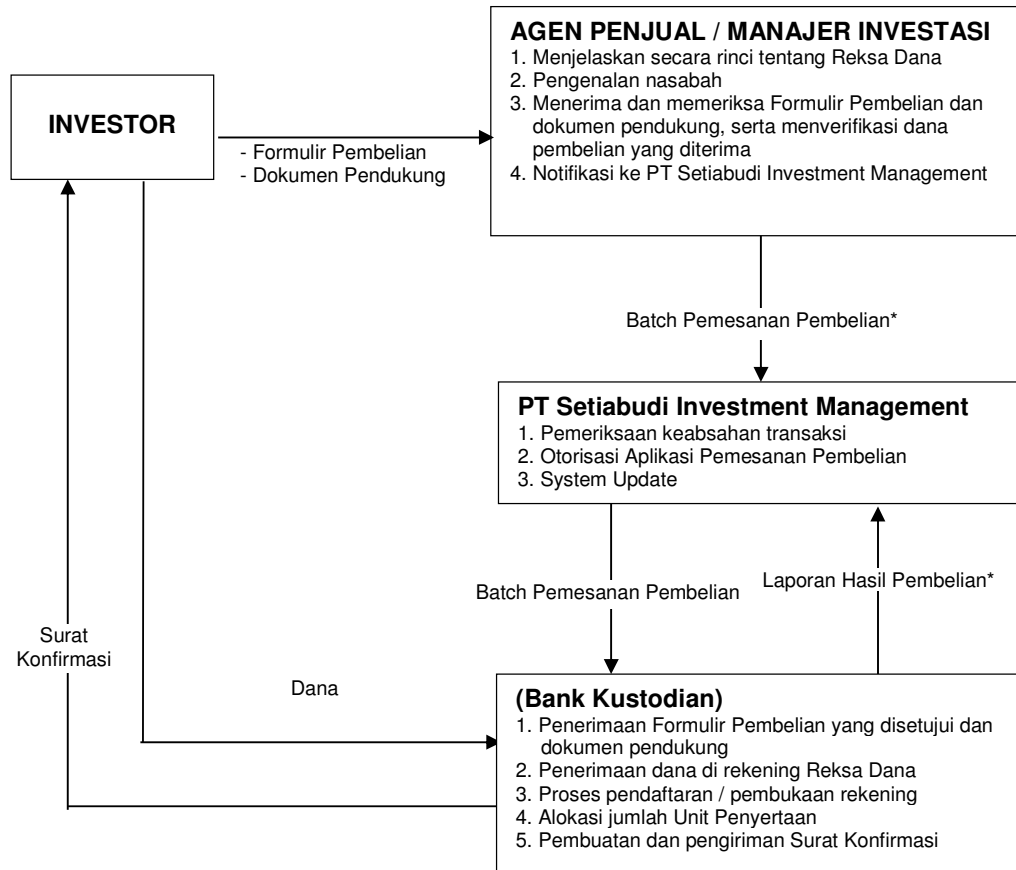 AGEN PENJUAL / MANAJER INVESTASI
1. Menjelaskan secara rinci tentang Reksa Dana
2. Pengenalan nasabah
3. Menerima dan memeriksa Formulir Pembelian dan
dokumen pendukung, serta menverifikasi dana
pembelian yang diterima
4. Notifikasi ke PT Setiabudi Investment Management
INVESTOR
- Formulir Pembelian
- Dokumen Pendukung
Batch Pemesanan Pembelian*
PT Setiabudi Investment Management
1. Pemeriksaan keabsahan transaksi
2. Otorisasi Aplikasi Pemesanan Pembelian
3. System Update
Batch Pemesanan Pembelian
Laporan Hasil Pembelian*
Surat
Konfirmasi
Dana
(Bank Kustodian)
1. Penerimaan Formulir Pembelian yang disetujui dan
dokumen pendukung
2. Penerimaan dana di rekening Reksa Dana
3. Proses pendaftaran / pembukaan rekening
4. Alokasi jumlah Unit Penyertaan
5. Pembuatan dan pengiriman Surat Konfirmasi